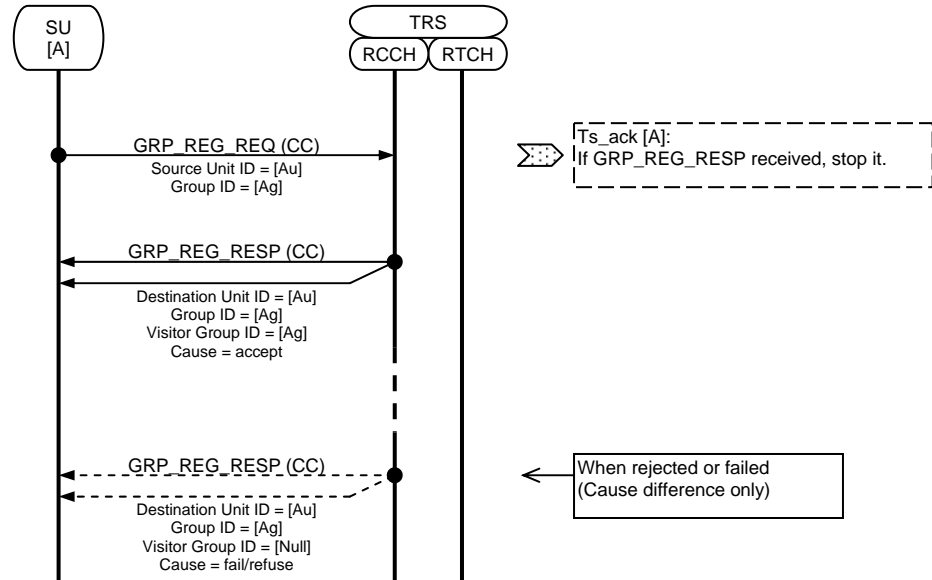 SU
[A]
TRS
RCCH
RTCH
GRP_REG_REQ (CC)
Source Unit ID = [Au]
Group ID = [Ag]
Ts_ack [A]:
If GRP_REG_RESP received, stop it.
GRP_REG_RESP (CC)
Destination Unit ID = [Au]
Group ID = [Ag]
Visitor Group ID = [Ag]
Cause = accept
GRP_REG_RESP (CC)
Destination Unit ID = [Au]
Group ID = [Ag]
Visitor Group ID = [Null]
Cause = fail/refuse
When rejected or failed
(Cause difference only)